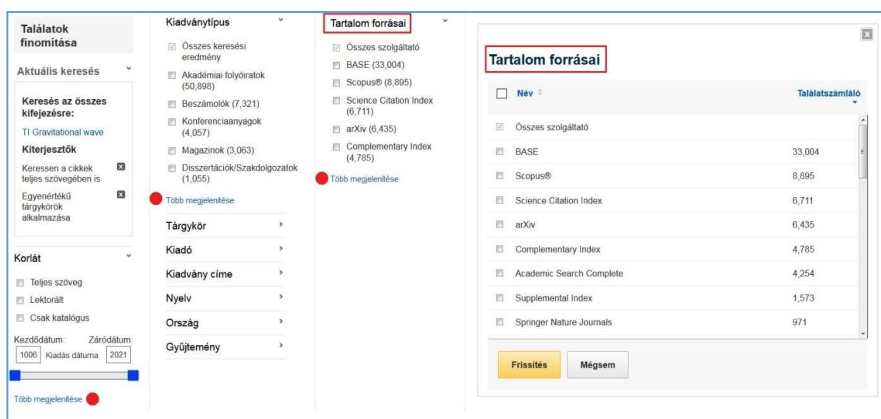 Találatok
finomítása
Aktuális keresés
Keresés az összes
kifejezésre:
TI Gravitational wave
Kiterjesztők
Keressen a cikkek
teljes szövegében is
Egyenértékű
tárgykörök
alkalmazása
Korlát
Teljes szöveg
Lektorált
Csak katalógus
Kezdődátum: Záródátum:
1006 Kiadás dátuma 2021
Több megjelenítése
Kiadványtípus
Összes keresési
eredmény
Akadémiai folyóiratok
(50,898)
Beszámolók (7,321)
Konferenciaanyagok
(4,057)
Magazinok (3,063)
Disszertációk/Szakdolgozatok
(1,055)
Több megjelenítése
Tárgykör
Kiadó
Kiadvány címe
Nyelv
Ország
Gyűjtemény
Tartalom forrásai
Összes szolgáltató
BASE (33,004)
Scopus® (8,895)
Science Citation Index
(6,711)
arXiv (6,435)
Complementary Index
(4,785)
Több megjelenítése
Tartalom forrásai
Név Találatszámláló
Összes szolgáltató
BASE 33,004
Scopus® 8,895
Science Citation Index 6,711
arXiv 6,435
Complementary Index 4,785
Academic Search Complete 4,254
Supplemental Index 1,573
Springer Nature Journals 971
Frissítés Mégsem